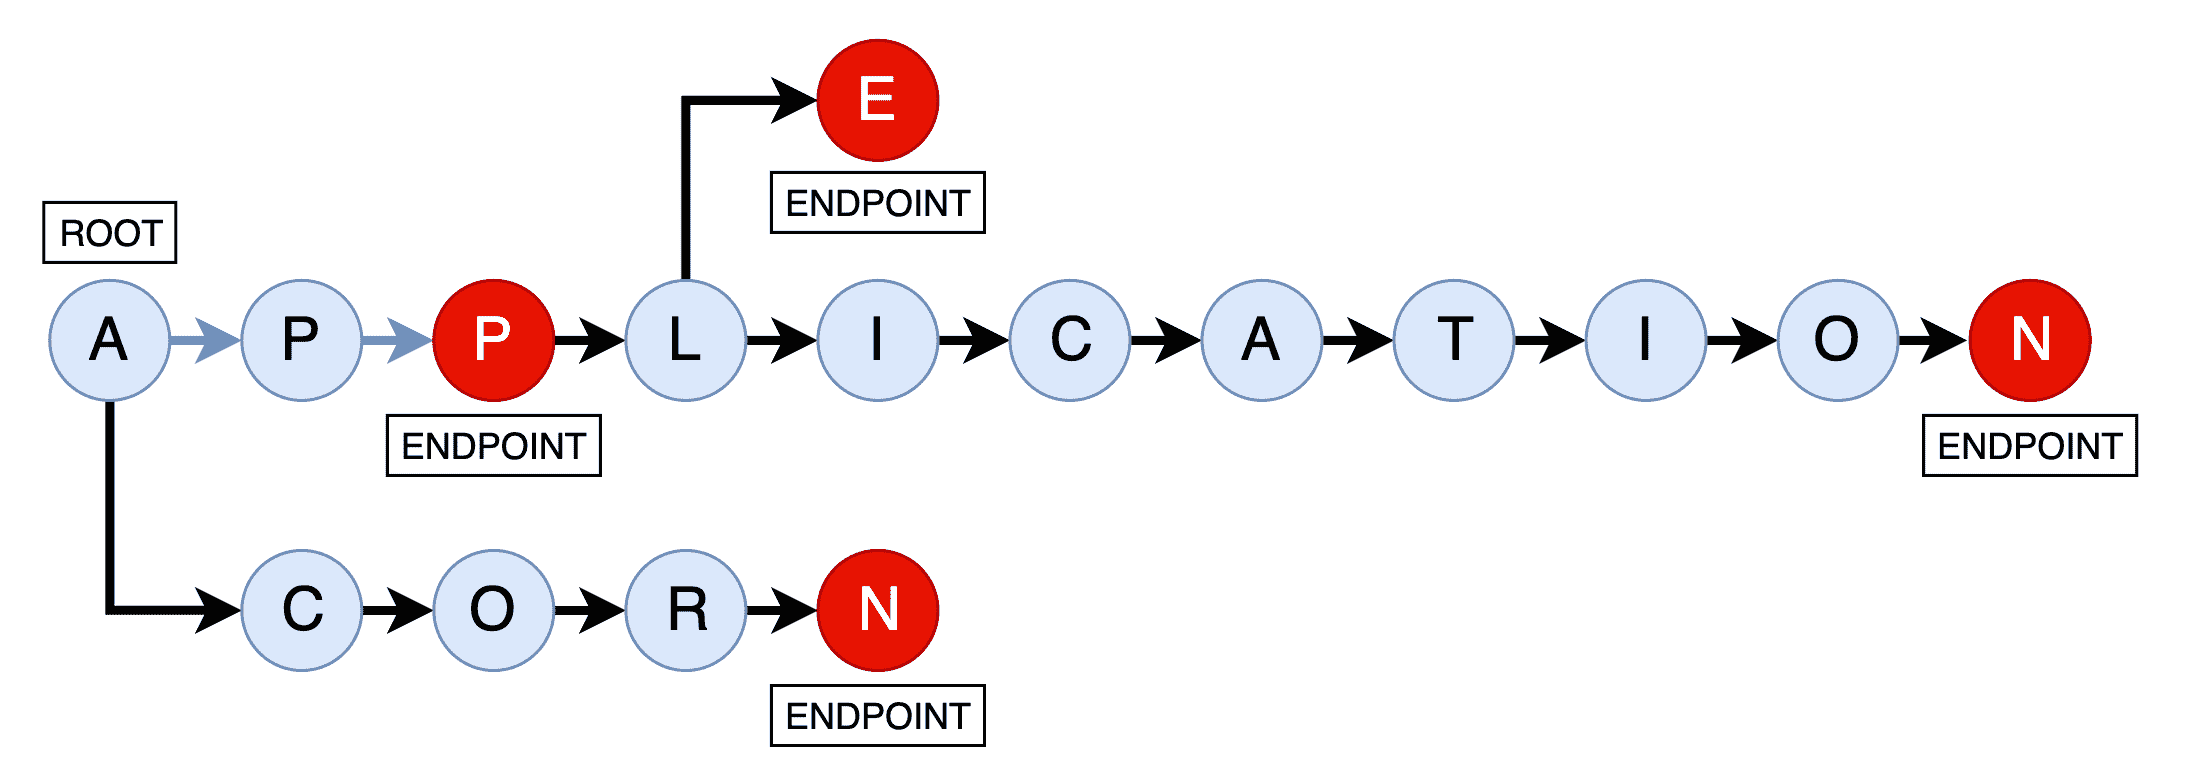 E
ENDPOINT
ROOT
A P P L I C A T I O N
ENDPOINT ENDPOINT
C O R N
ENDPOINT